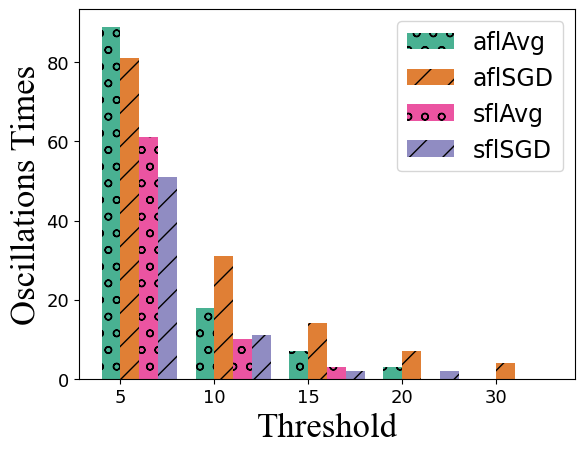 aflAvg
aflSGD
sflAvg
sflSGD
Oscillations Times
80
60
40
20
0
5 10 15 20 30
Threshold